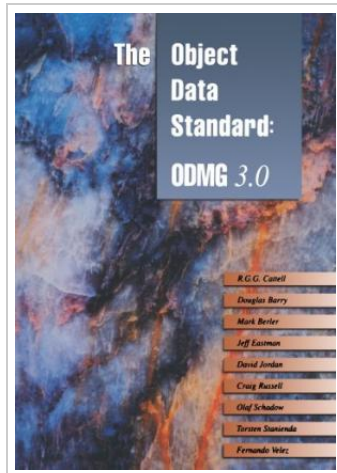 The Object
Data
Standard:
ODMG 3.0
R.G.G. Cattell
Douglas Barry
Mark Berler
Jeff Eastman
David Jordan
Craig Russell
Olaf Schadow
Torsten Stanienda
Fernando Velez